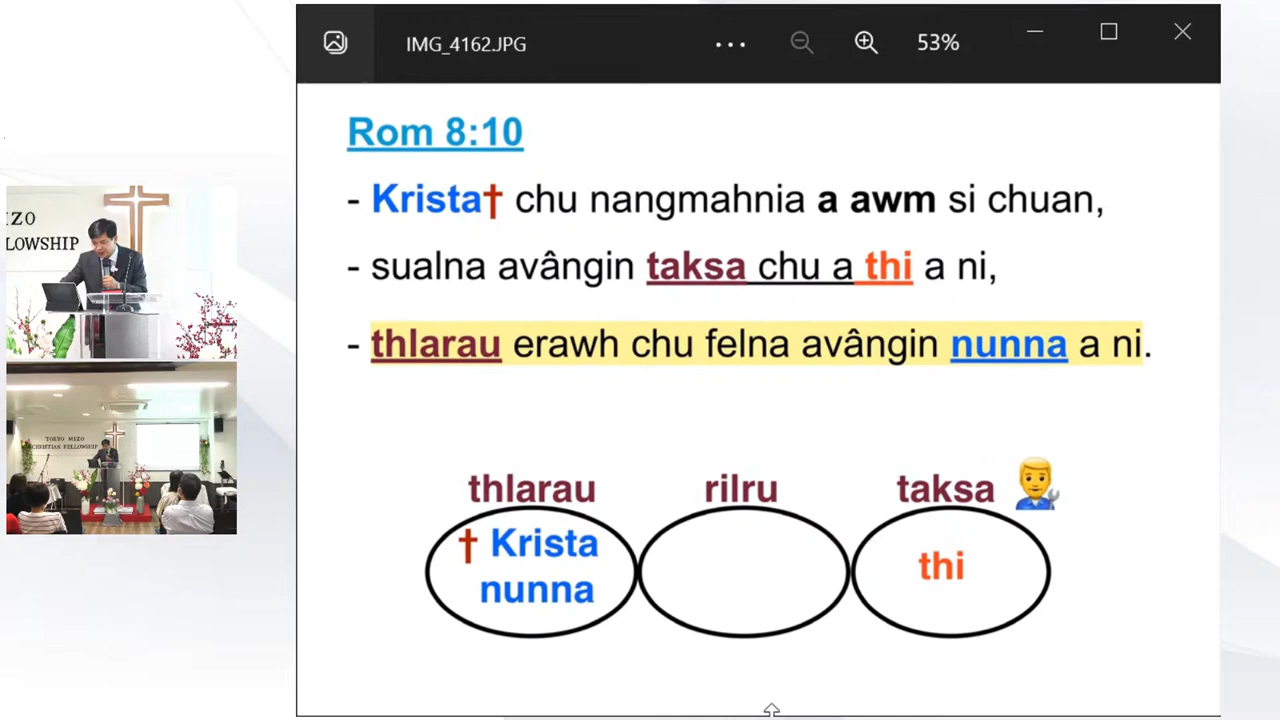 IMG_4162.JPG
53%
Rom 8:10
- Krista† chu nangmahnia a awm si chuan,
- sualna avângin taksa chu a thi a ni,
- thlarau erawh chu felna avângin nunna a ni.
thlarau rilru taksa
† Krista
nunna
thi
IZO
LOWSHIP
TOKYO MIZO
CHRISTIAN FELLOWSHIP